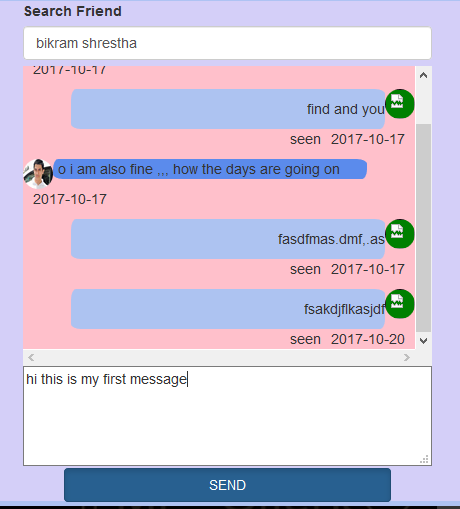 Search Friend
bikram shrestha
2017-10-17
find and you
seen 2017-10-17
o i am also fine ,,, how the days are going on
2017-10-17
fasdfmas.dmf,.as
seen 2017-10-17
fsakdjflkasjdf
seen 2017-10-20
hi this is my first message
SEND